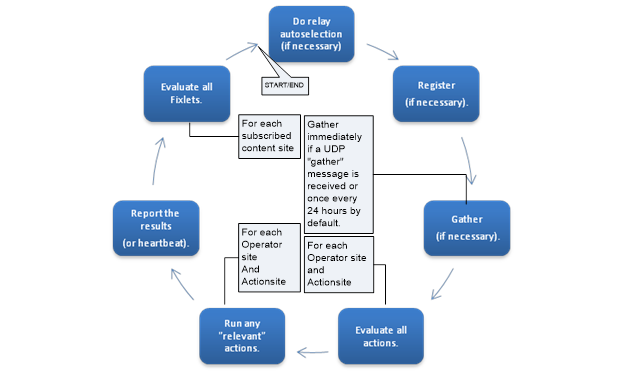 Do relay
autoselection
(if necessary)
START/END
Register
(if necessary).
Gather
immediately
if a UDP
"gather"
message is
received or
once every
24 hours by
default.
Gather
(if necessary).
For each
Operator site
and
Actionsite
Evaluate all
actions.
For each
Operator
site
And
Actionsite
Run any
"relevant"
actions.
Report the
results
(or heartbeat).
For each
subscribed
content site
Evaluate all
Fixlets.